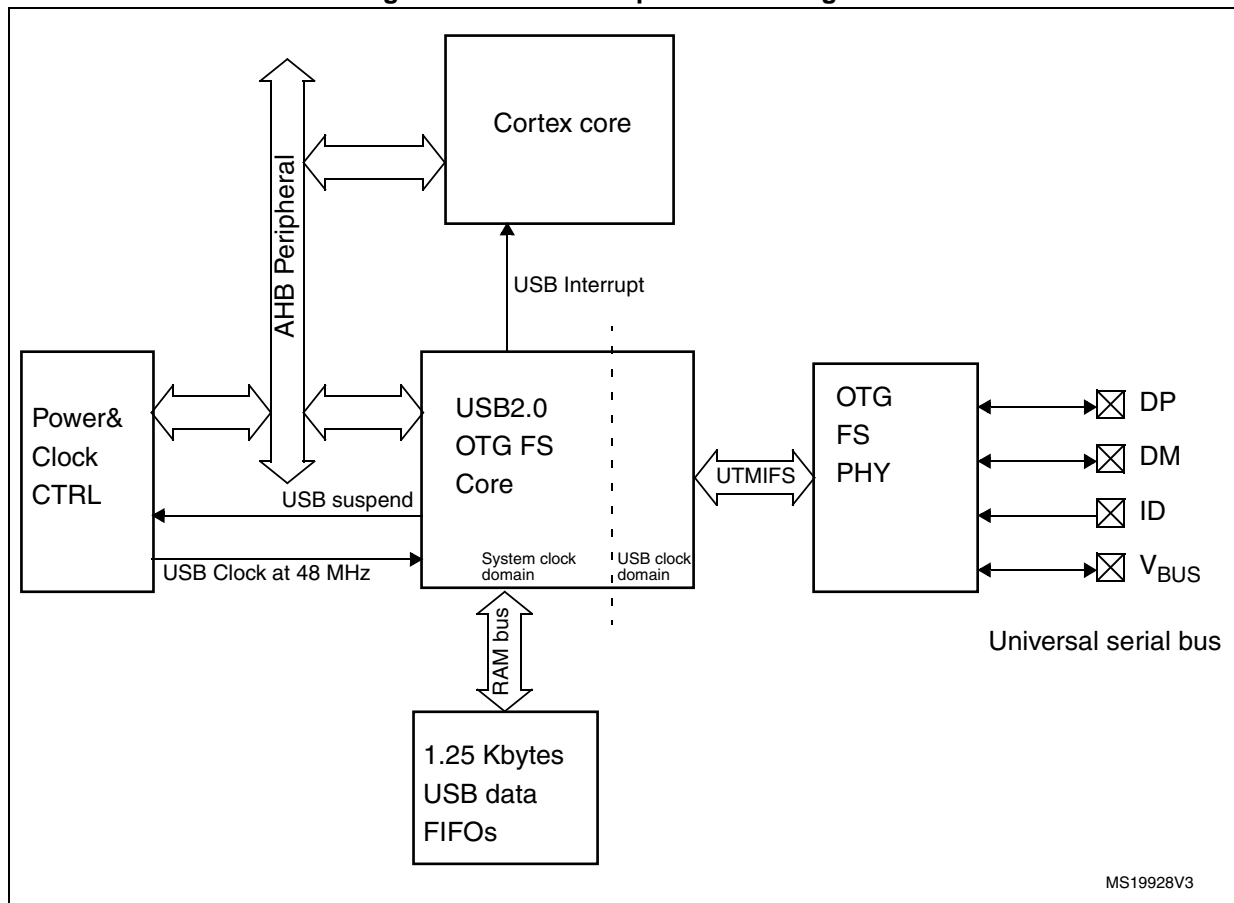 Cortex core
AHB Peripheral
USB Interrupt
Power&
Clock
CTRL
USB2.0
OTG FS
Core
OTG
FS
PHY
UTMIFS
DP
DM
ID
VBUS
USB suspend
USB Clock at 48 MHz
System clock
domain
USB clock
domain
Universal serial bus
RAM bus
1.25 Kbytes
USB data
FIFOs
MS19928V3